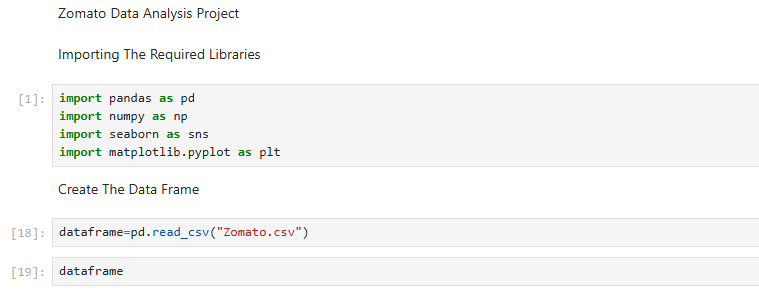 Zomato Data Analysis Project
Importing The Required Libraries
[1]: import pandas as pd
import numpy as np
import seaborn as sns
import matplotlib.pyplot as plt
Create The Data Frame
[18]: dataframe=pd.read_csv("Zomato.csv")
[19]: dataframe